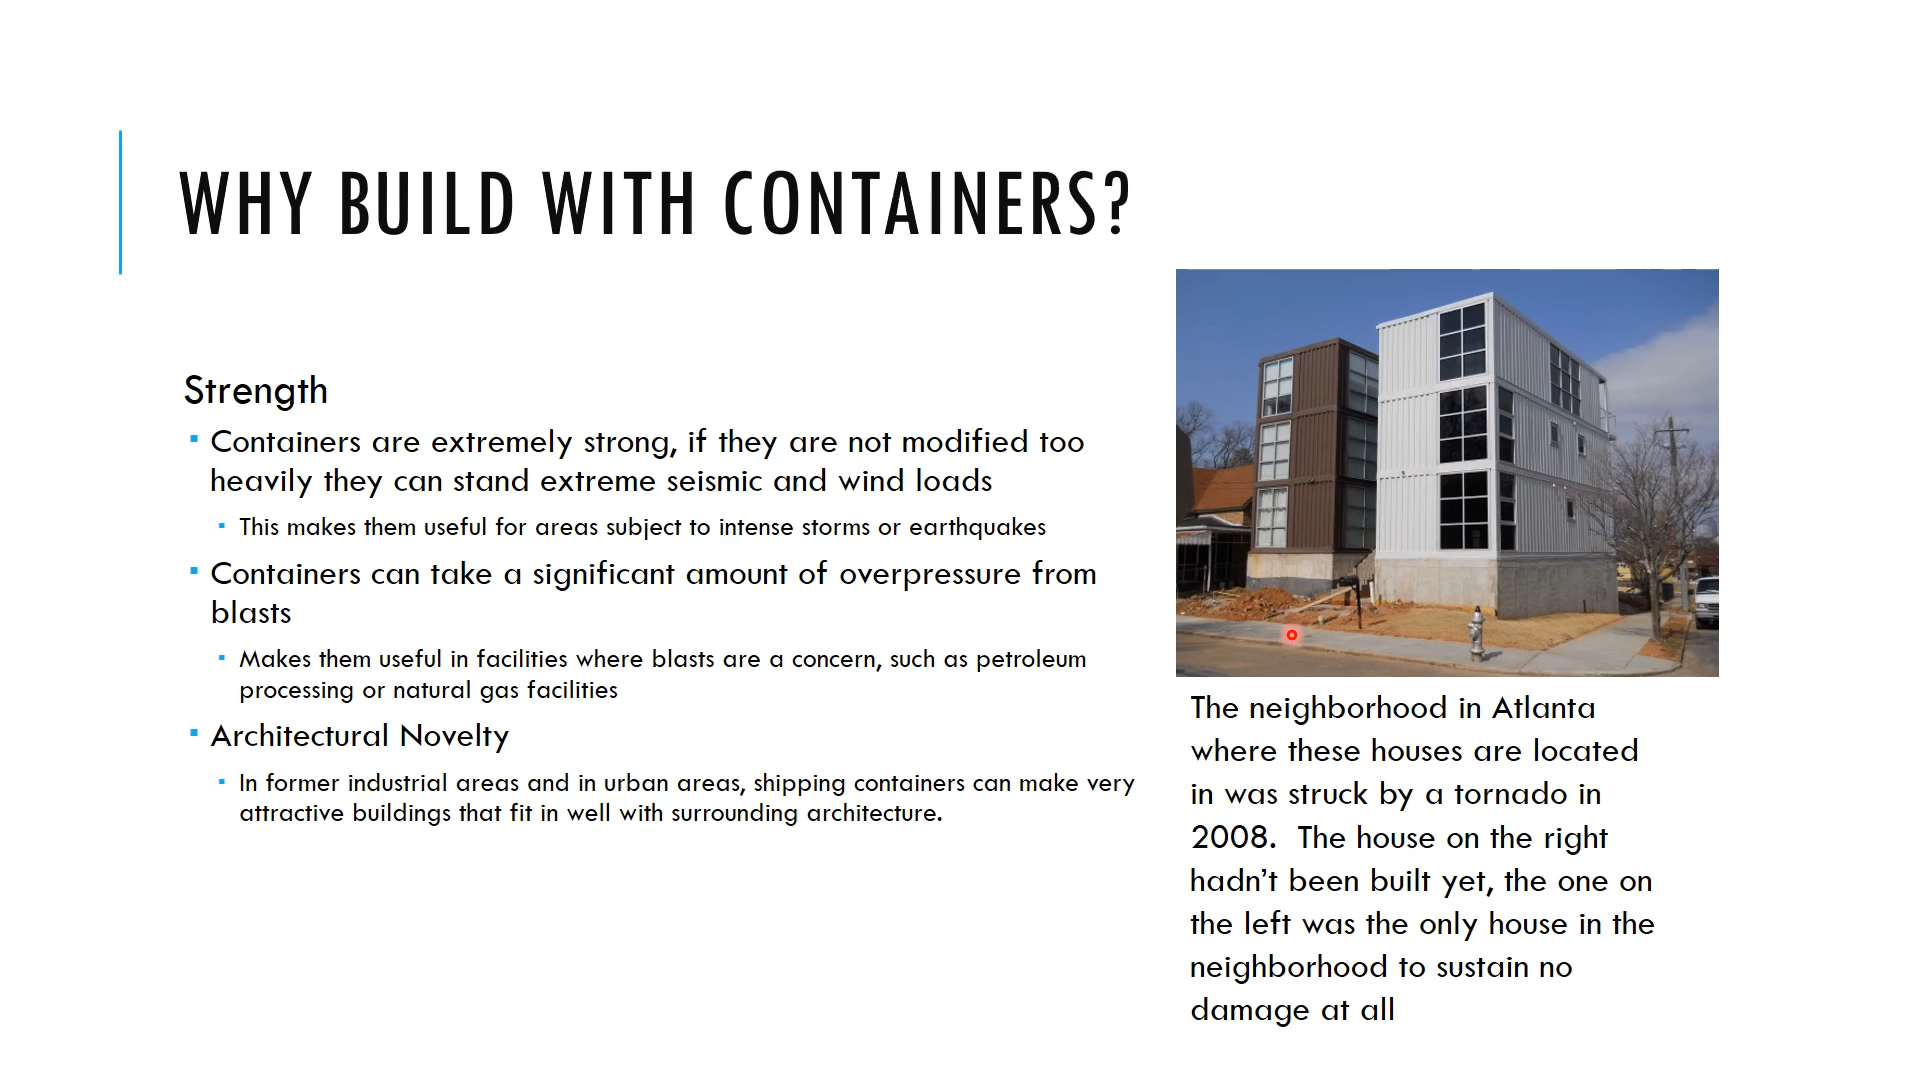 WHY BUILD WITH CONTAINERS?
Strength
Containers are extremely strong, if they are not modified too
heavily they can stand extreme seismic and wind loads
This makes them useful for areas subject to intense storms or earthquakes
Containers can take a significant amount of overpressure from
blasts
Makes them useful in facilities where blasts are a concern, such as petroleum
processing or natural gas facilities
Architectural Novelty
In former industrial areas and in urban areas, shipping containers can make very
attractive buildings that fit in well with surrounding architecture.
The neighborhood in Atlanta
where these houses are located
in was struck by a tornado in
2008.  The house on the right
hadn’t been built yet, the one on
the left was the only house in the
neighborhood to sustain no
damage at all